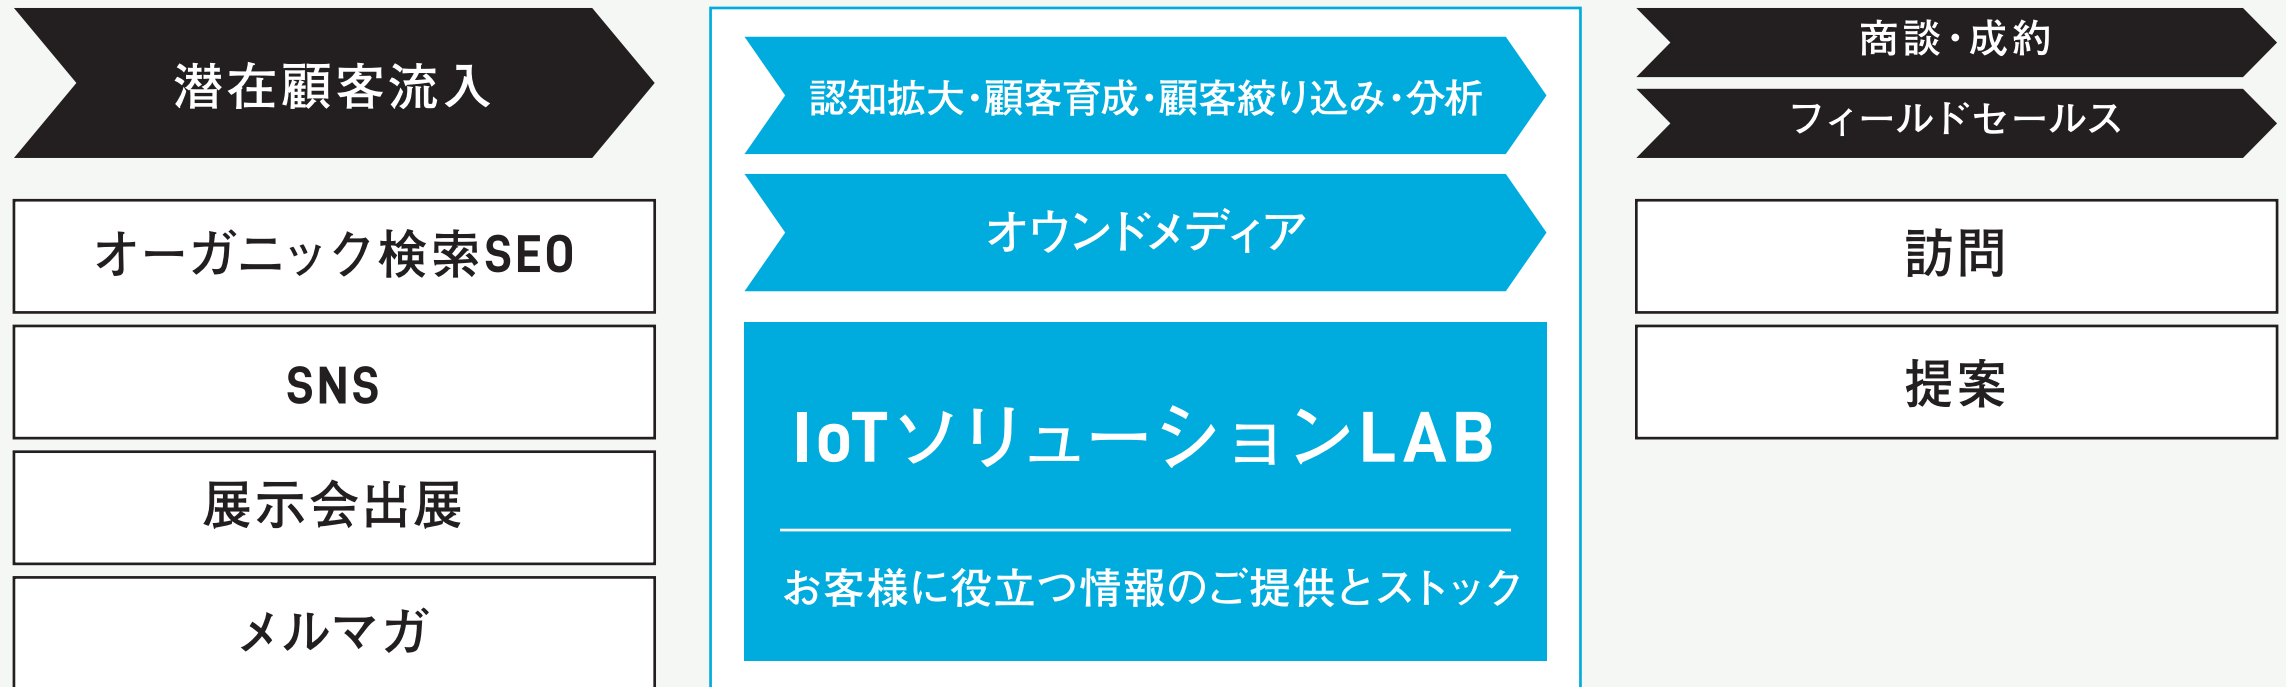 潜在顧客流入
オーガニック検索SEO
SNS
展示会出展
メルマガ
認知拡大・顧客育成・顧客絞り込み・分析
オウンドメディア
IoTソリューションLAB
お客様に役立つ情報のご提供とストック
商談・成約
フィールドセールス
訪問
提案